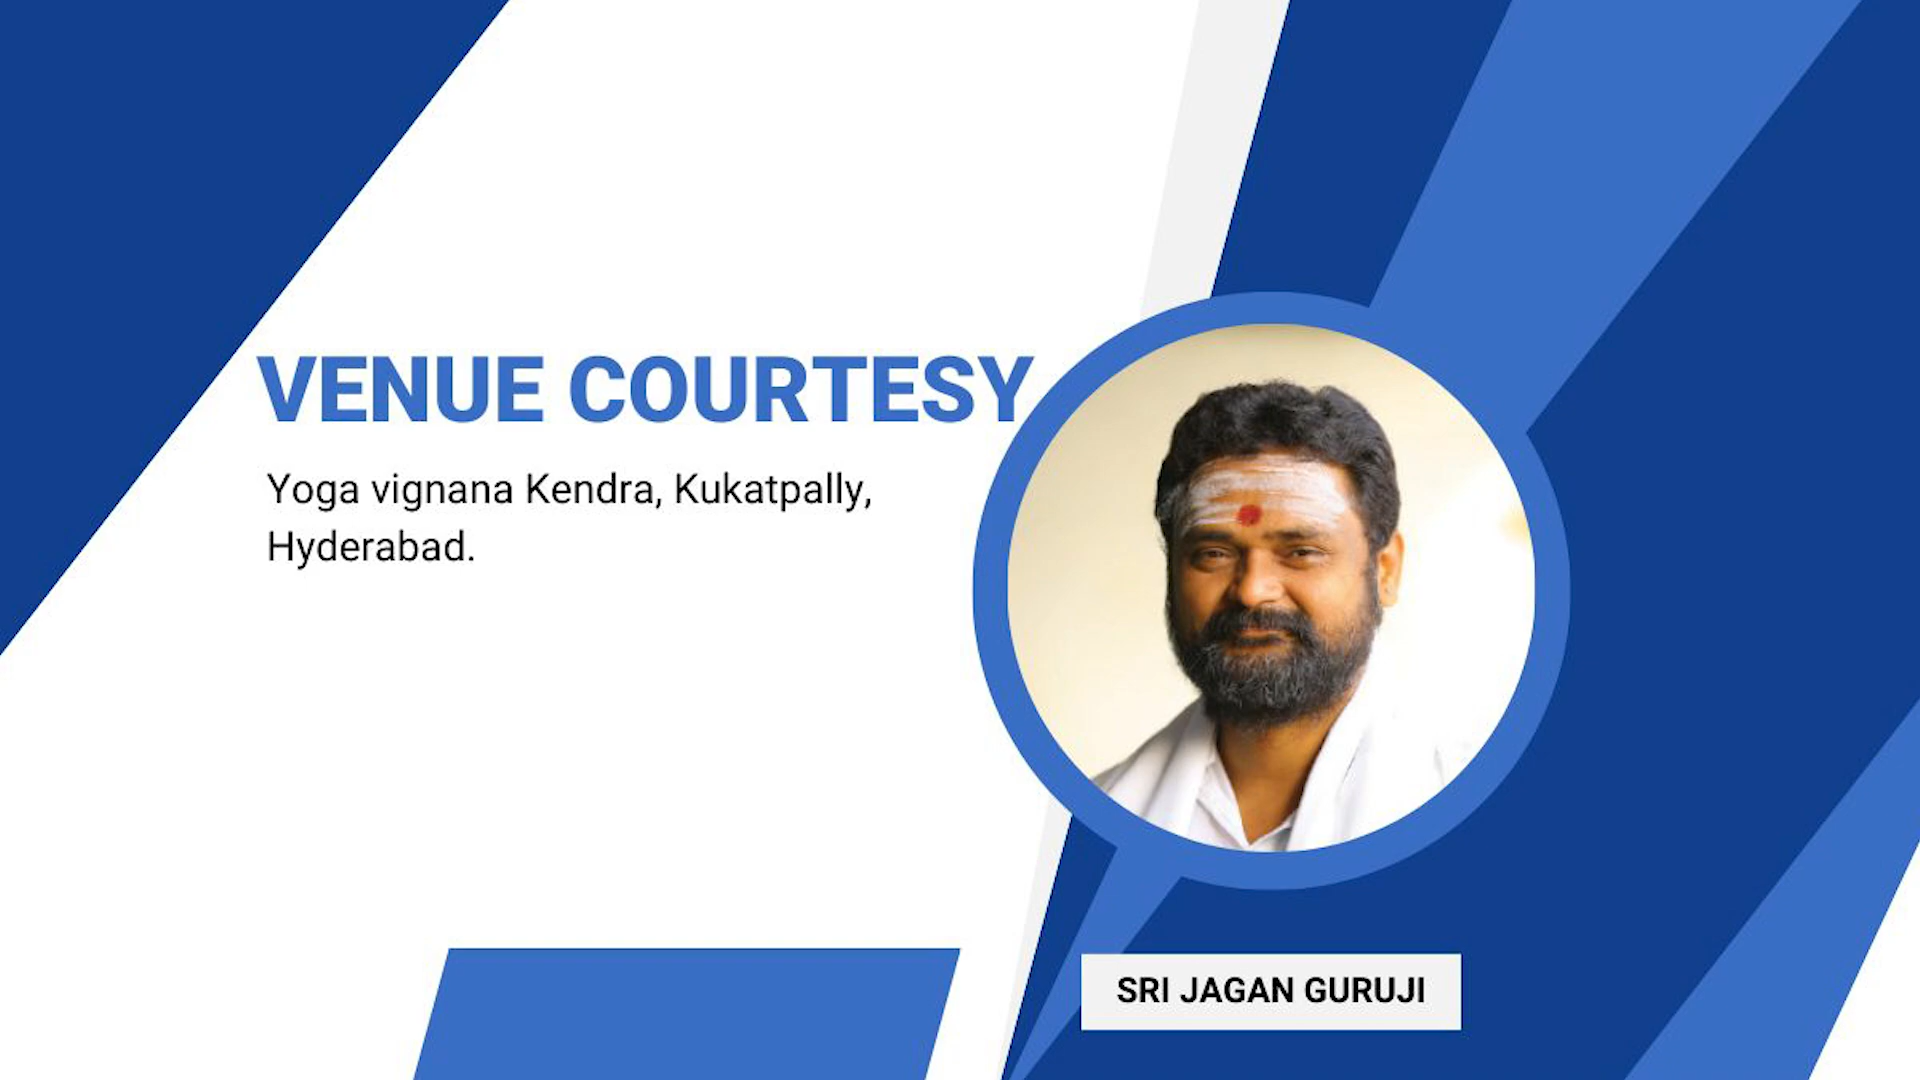 VENUE COURTESY
Yoga vignana Kendra, Kukatpally,
Hyderabad.
SRI JAGAN GURUJI